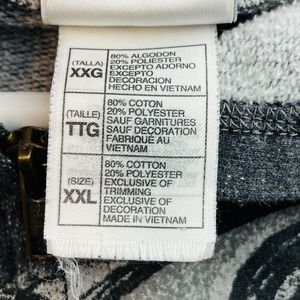 (TALLA)
XXG
80% ALGODON
20% POLIESTER
EXCEPTO ADORNO
EXCEPTO
DECORACION
HECHO EN VIETNAM
(TAILLE)
TTG
80% COTON
20% POLYESTER
SAUF GARNITURES
SAUF DECORATION
FABRIQUÉ AU
VIETNAM
(SIZE)
XXL
80% COTTON
20% POLYESTER
EXCLUSIVE OF
TRIMMING
EXCLUSIVE OF
DECORATION
MADE IN VIETNAM